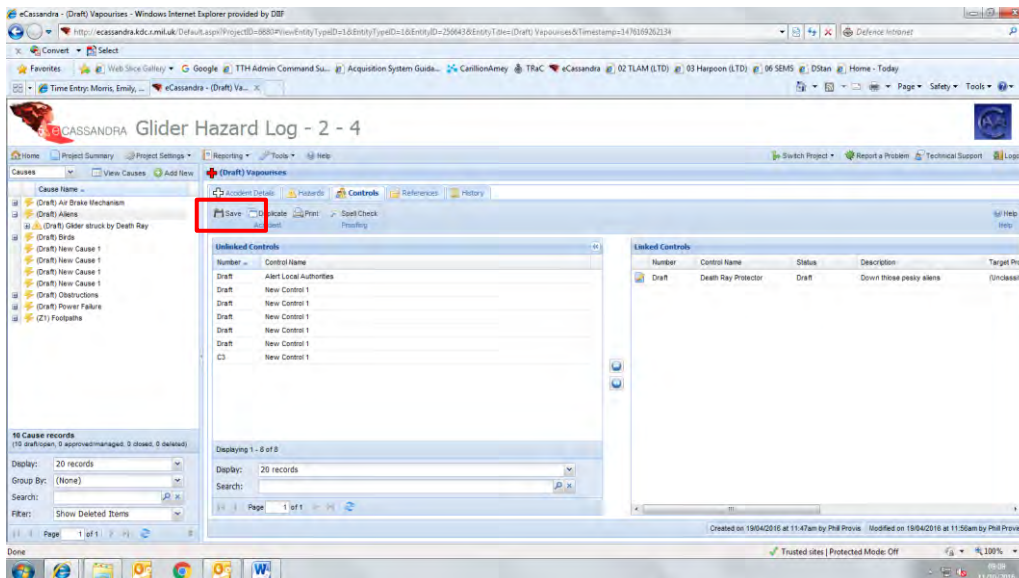 eCassandra - (Draft) Vapourises - Windows Internet Explorer provided by DIIF
Defence Intranet
Convert Select
Favorites Web Slice Gallery Google TTH Admin Command Su... Acquisition System Guide... CarillionAmey TRaC eCassandra 02 TLAM (LTD) 03 Harpoon (LTD) 06 SEMS DStan Home - Today
Time Entry: Morris, Emily, ... eCassandra - (Draft) Va... X Page Safety Tools
eCASSANDRA Glider Hazard Log - 2 - 4
Home Project Summary Project Settings Reporting Tools Help Switch Project Report a Problem Technical Support
Causes View Causes Add New (Draft) Vapourises
Cause Name
(Draft) Air Brake Mechanism
(Draft) Aliens
(Draft) Glider struck by Death Ray
(Draft) Birds
(Draft) New Cause 1
(Draft) New Cause 1
(Draft) New Cause 1
(Draft) New Cause 1
(Draft) Obstructions
(Draft) Power Failure
(Z1) Footpaths
10 Cause records
(10 draft/open, 0 approved/managed, 0 closed, 0 deleted)
Display: 20 records
Group By: (None)
Search:
Filter: Show Deleted Items
Page 1 of 1
Accident Details Hazards Controls References History
Save Duplicate Print Spell Check Help
Accident Proofing Help
Unlinked Controls
Number Control Name
Draft Alert Local Authorities
Draft New Control 1
Draft New Control 1
Draft New Control 1
Draft New Control 1
Draft New Control 1
C3 New Control 1
Display: 20 records
Search:
Page 1 of 1
Linked Controls
Number Control Name Status Description Target Pro
Draft Death Ray Protector Draft Down those pesky aliens (Unclassi
Created on 19/04/2016 at 11:47am by Phil Provis Modified on 19/04/2016 at 11:56am by Phil Provis
Done Trusted sites | Protected Mode: Off 100%